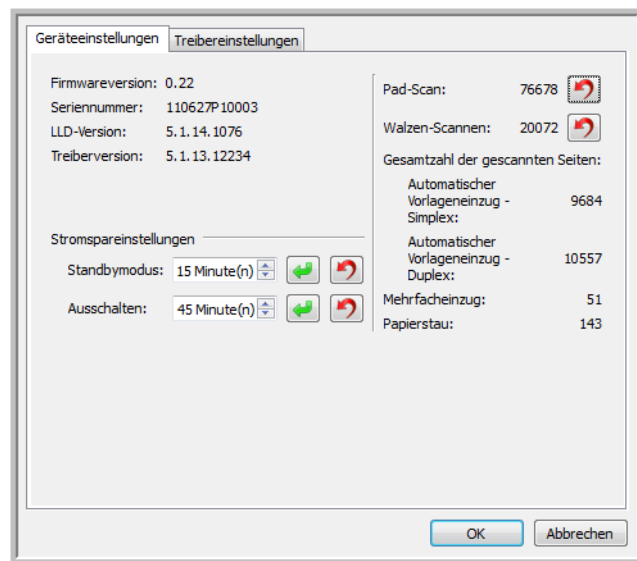 Geräteeinstellungen Treibereinstellungen
Firmwareversion: 0.22
Seriennummer: 110627P10003
LLD-Version: 5.1.14.1076
Treiberversion: 5.1.13.12234
Stromspareinstellungen
Standbymodus: 15 Minute(n)
Ausschalten: 45 Minute(n)
Pad-Scan: 76678
Walzen-Scannen: 20072
Gesamtzahl der gescannten Seiten:
Automatischer
Vorlageneinzug - 9684
Simplex:
Automatischer
Vorlageneinzug - 10557
Duplex:
Mehrfacheinzug: 51
Papierstau: 143
OK Abbrechen